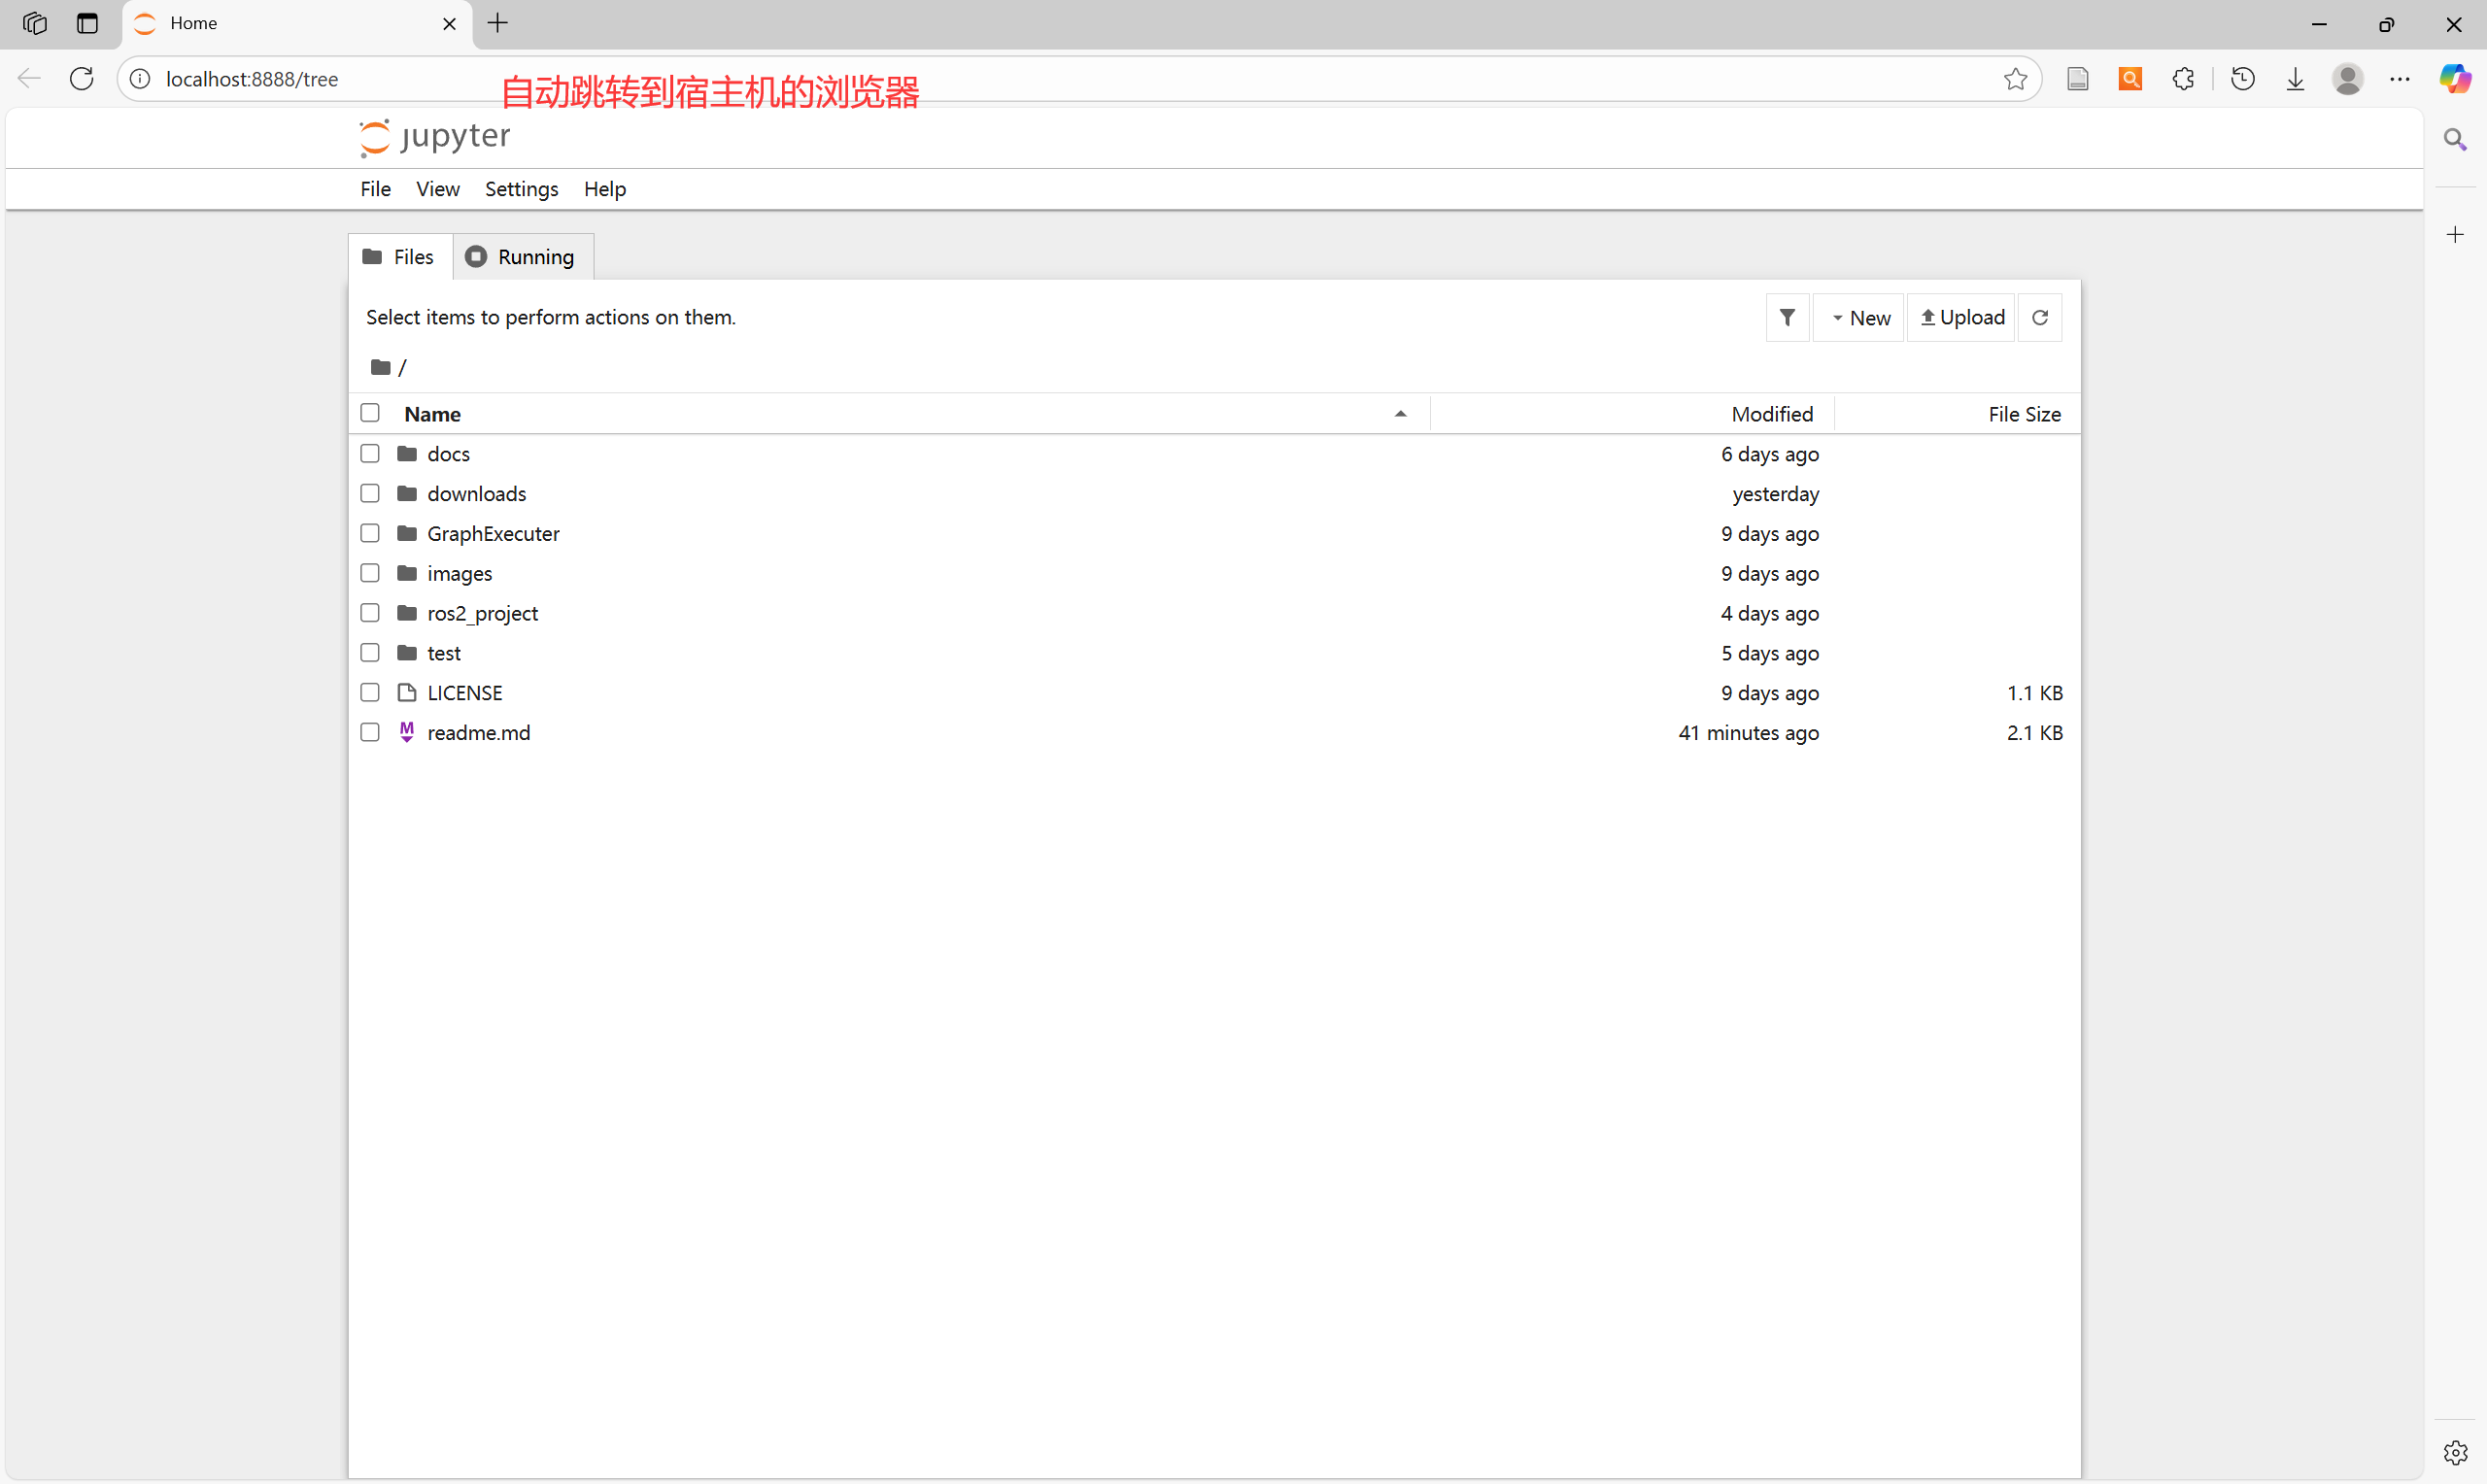 Home
localhost:8888/tree
自动跳转到宿主机的浏览器
jupyter
File View Settings Help
Files Running
Select items to perform actions on them.
New Upload
/
Name Modified File Size
docs 6 days ago
downloads yesterday
GraphExecuter 9 days ago
images 9 days ago
ros2_project 4 days ago
test 5 days ago
LICENSE 9 days ago 1.1 KB
readme.md 41 minutes ago 2.1 KB